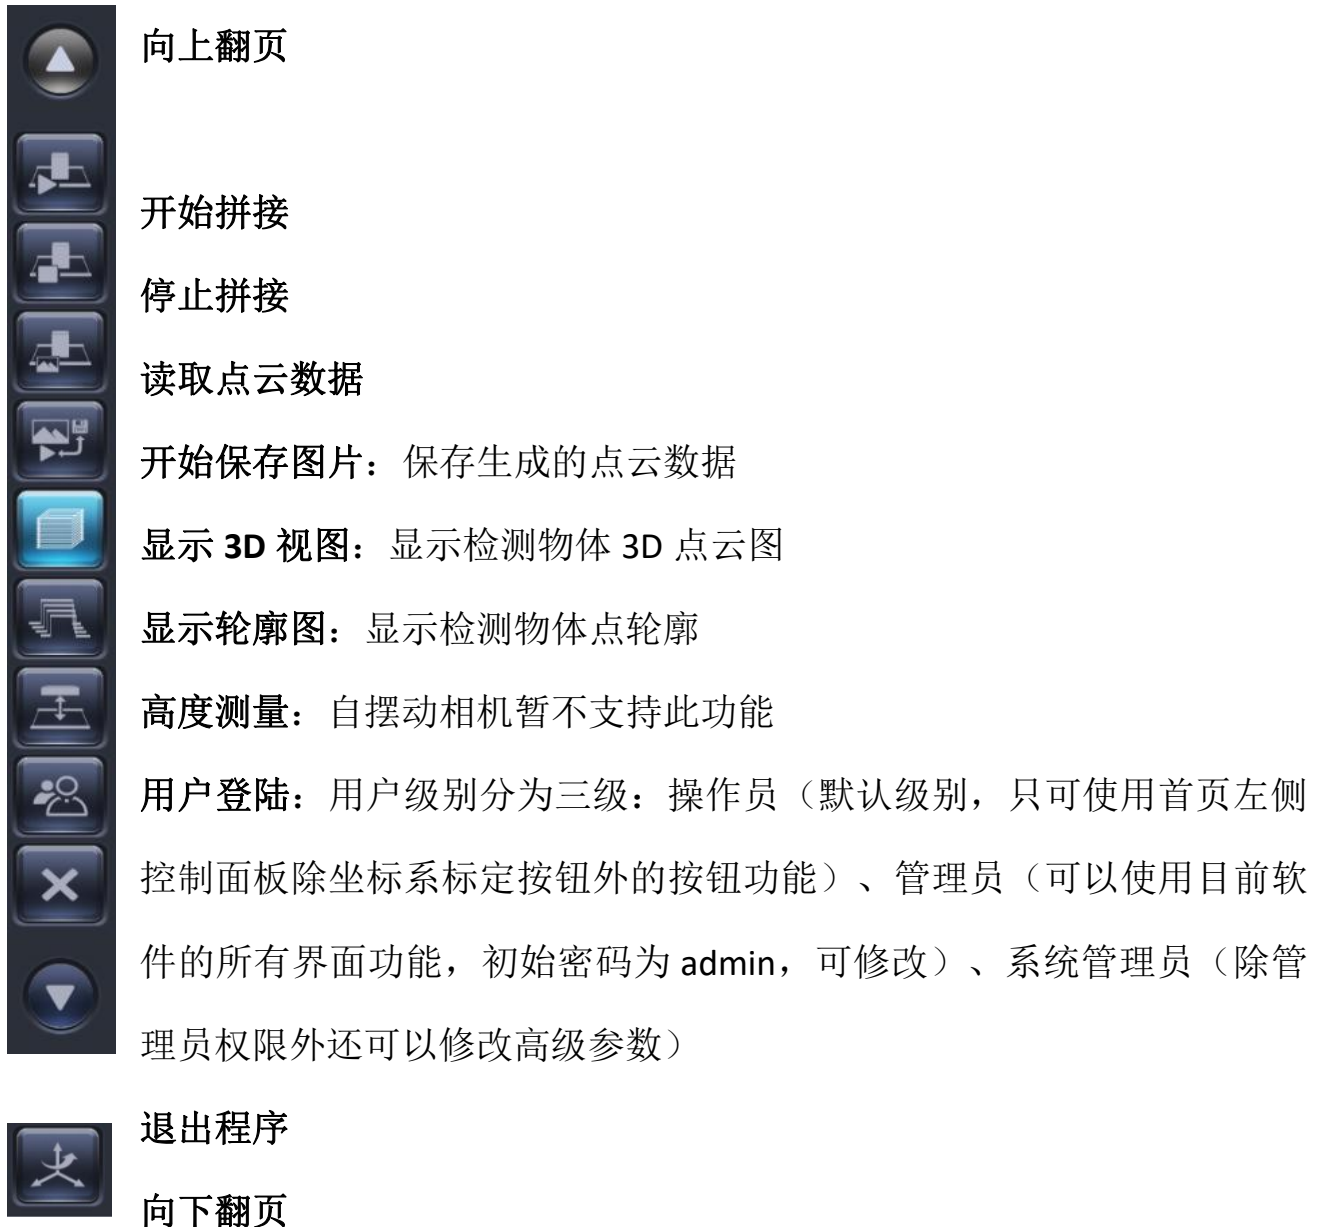 向上翻页
开始拼接
停止拼接
读取点云数据
开始保存图片：保存生成的点云数据
显示 3D 视图：显示检测物体 3D 点云图
显示轮廓图：显示检测物体点轮廓
高度测量：自摆动相机暂不支持此功能
用户登陆：用户级别分为三级：操作员（默认级别，只可使用首页左侧
控制面板除坐标系标定按钮外的按钮功能）、管理员（可以使用目前软
件的所有界面功能，初始密码为 admin，可修改）、系统管理员（除管
理员权限外还可以修改高级参数）
退出程序
向下翻页